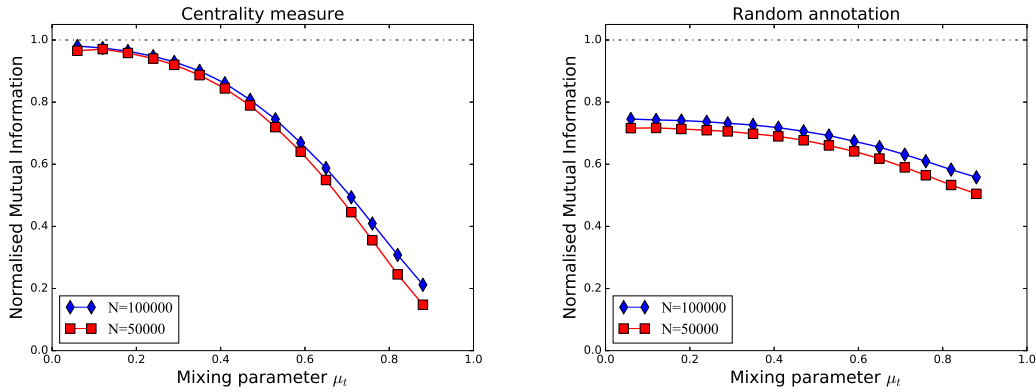 Centrality measure
Normalised Mutual Information
1.0
0.8
0.6
0.4
0.2
0.0
N=100000
N=50000
0.0 0.2 0.4 0.6 0.8 1.0
Mixing parameter μt
Random annotation
Normalised Mutual Information
1.0
0.8
0.6
0.4
0.2
0.0
N=100000
N=50000
0.0 0.2 0.4 0.6 0.8 1.0
Mixing parameter μt